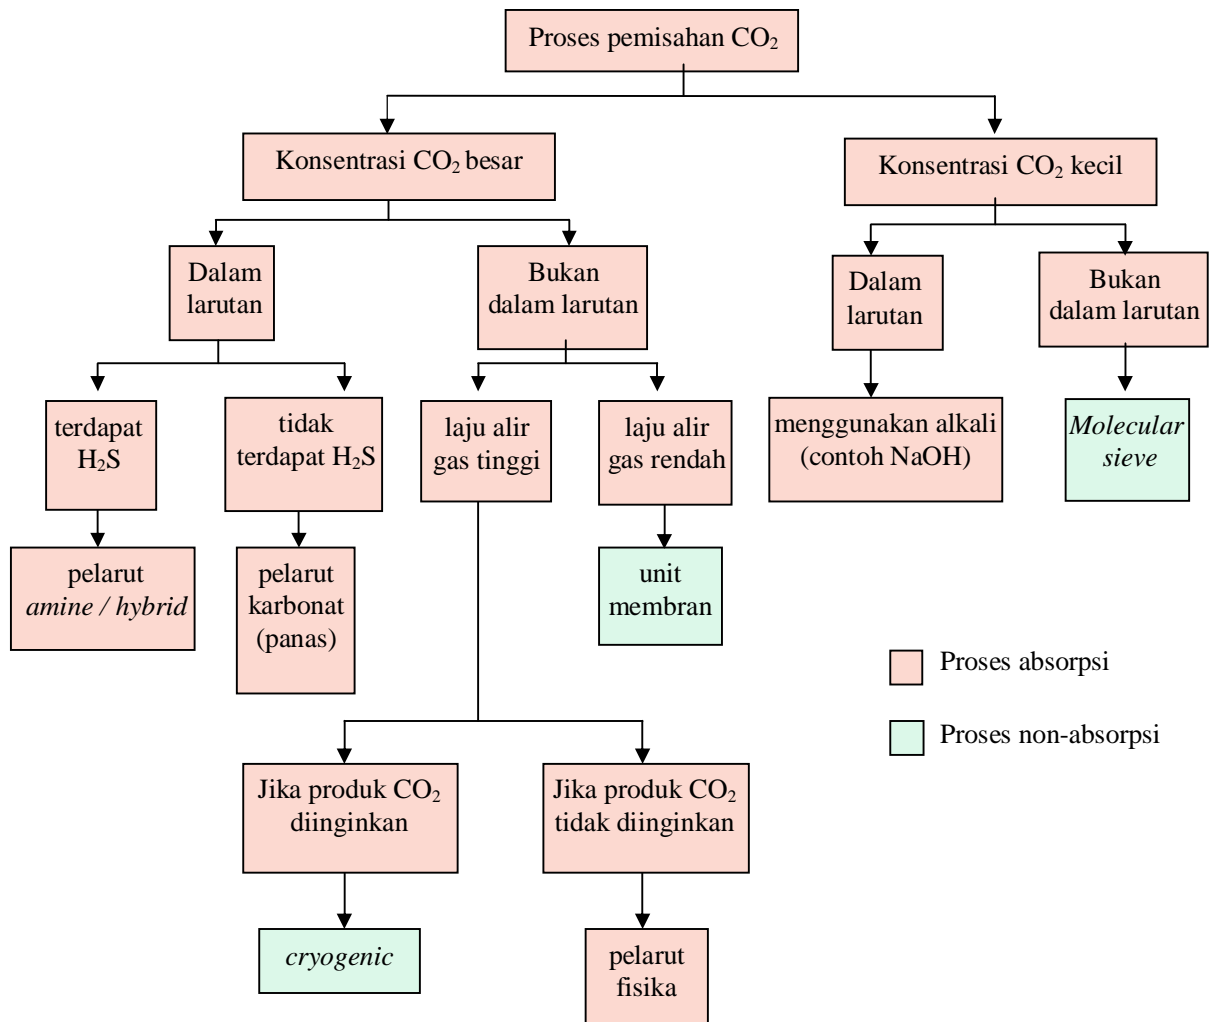 Proses pemisahan CO₂
Konsentrasi CO₂ besar
Konsentrasi CO₂ kecil
Dalam
larutan
Bukan
dalam larutan
Dalam
larutan
Bukan
dalam larutan
terdapat
H₂S
tidak
terdapat H₂S
laju alir
gas tinggi
laju alir
gas rendah
menggunakan alkali
(contoh NaOH)
Molecular
sieve
pelarut
amine / hybrid
pelarut
karbonat
(panas)
unit
membran
Proses absorpsi
Proses non-absorpsi
Jika produk CO₂
diinginkan
Jika produk CO₂
tidak diinginkan
cryogenic
pelarut
fisika